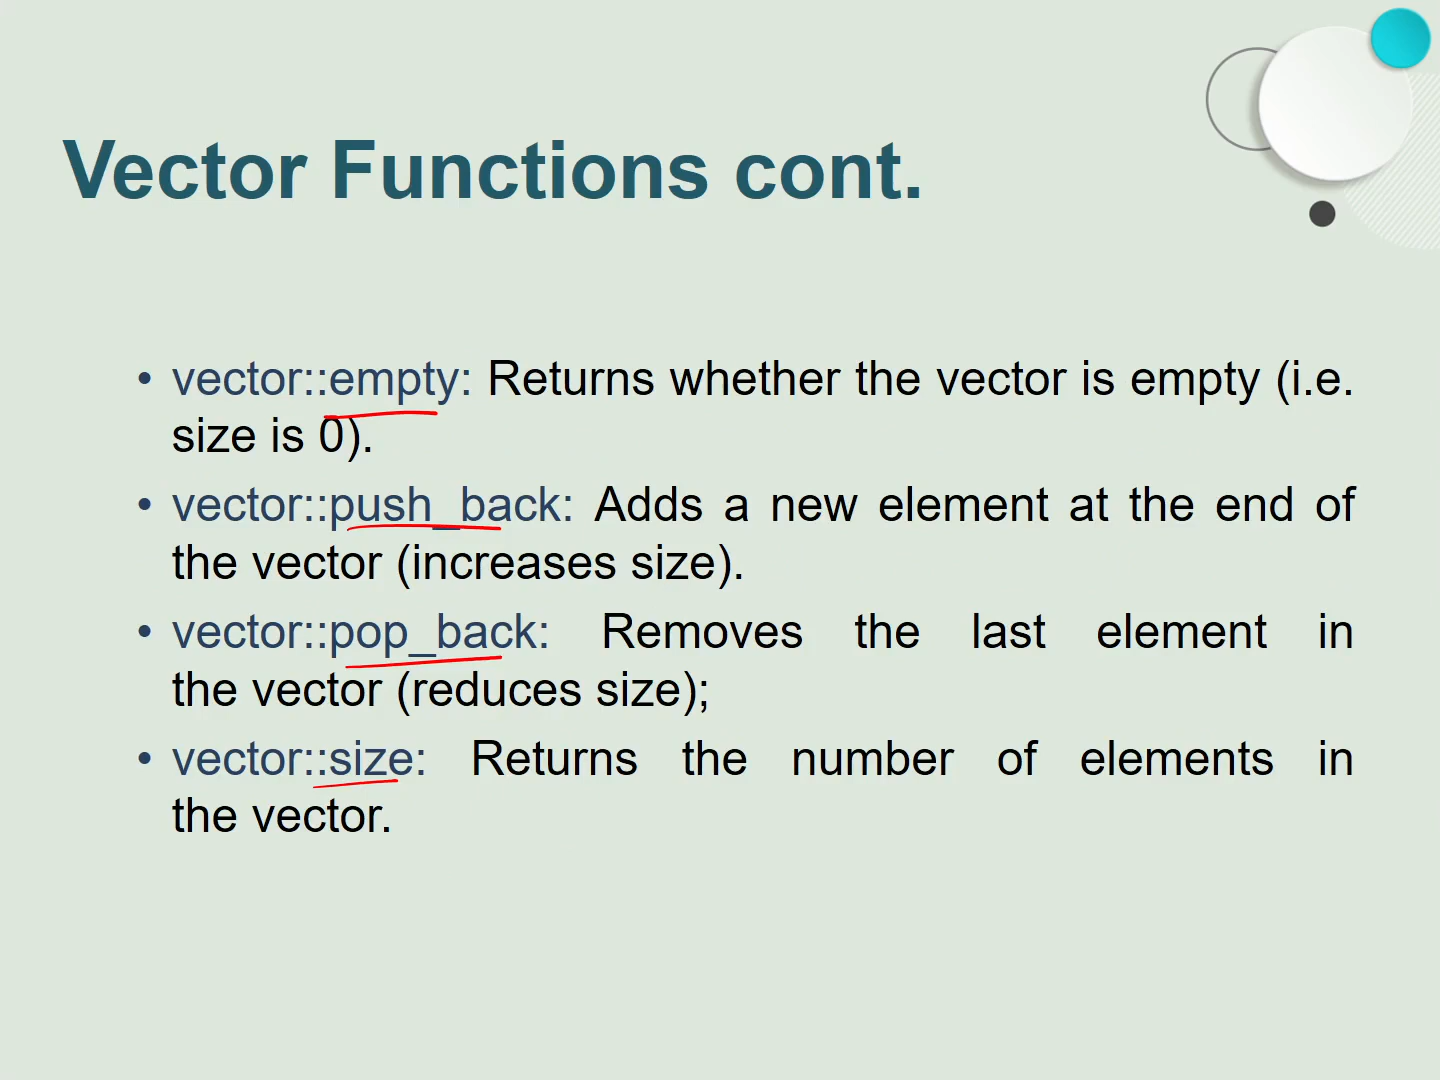 Vector Functions cont.
• vector::empty: Returns whether the vector is empty (i.e.
size is 0).
• vector::push_back: Adds a new element at the end of
the vector (increases size).
• vector::pop_back: Removes the last element in
the vector (reduces size);
• vector::size: Returns the number of elements in
the vector.